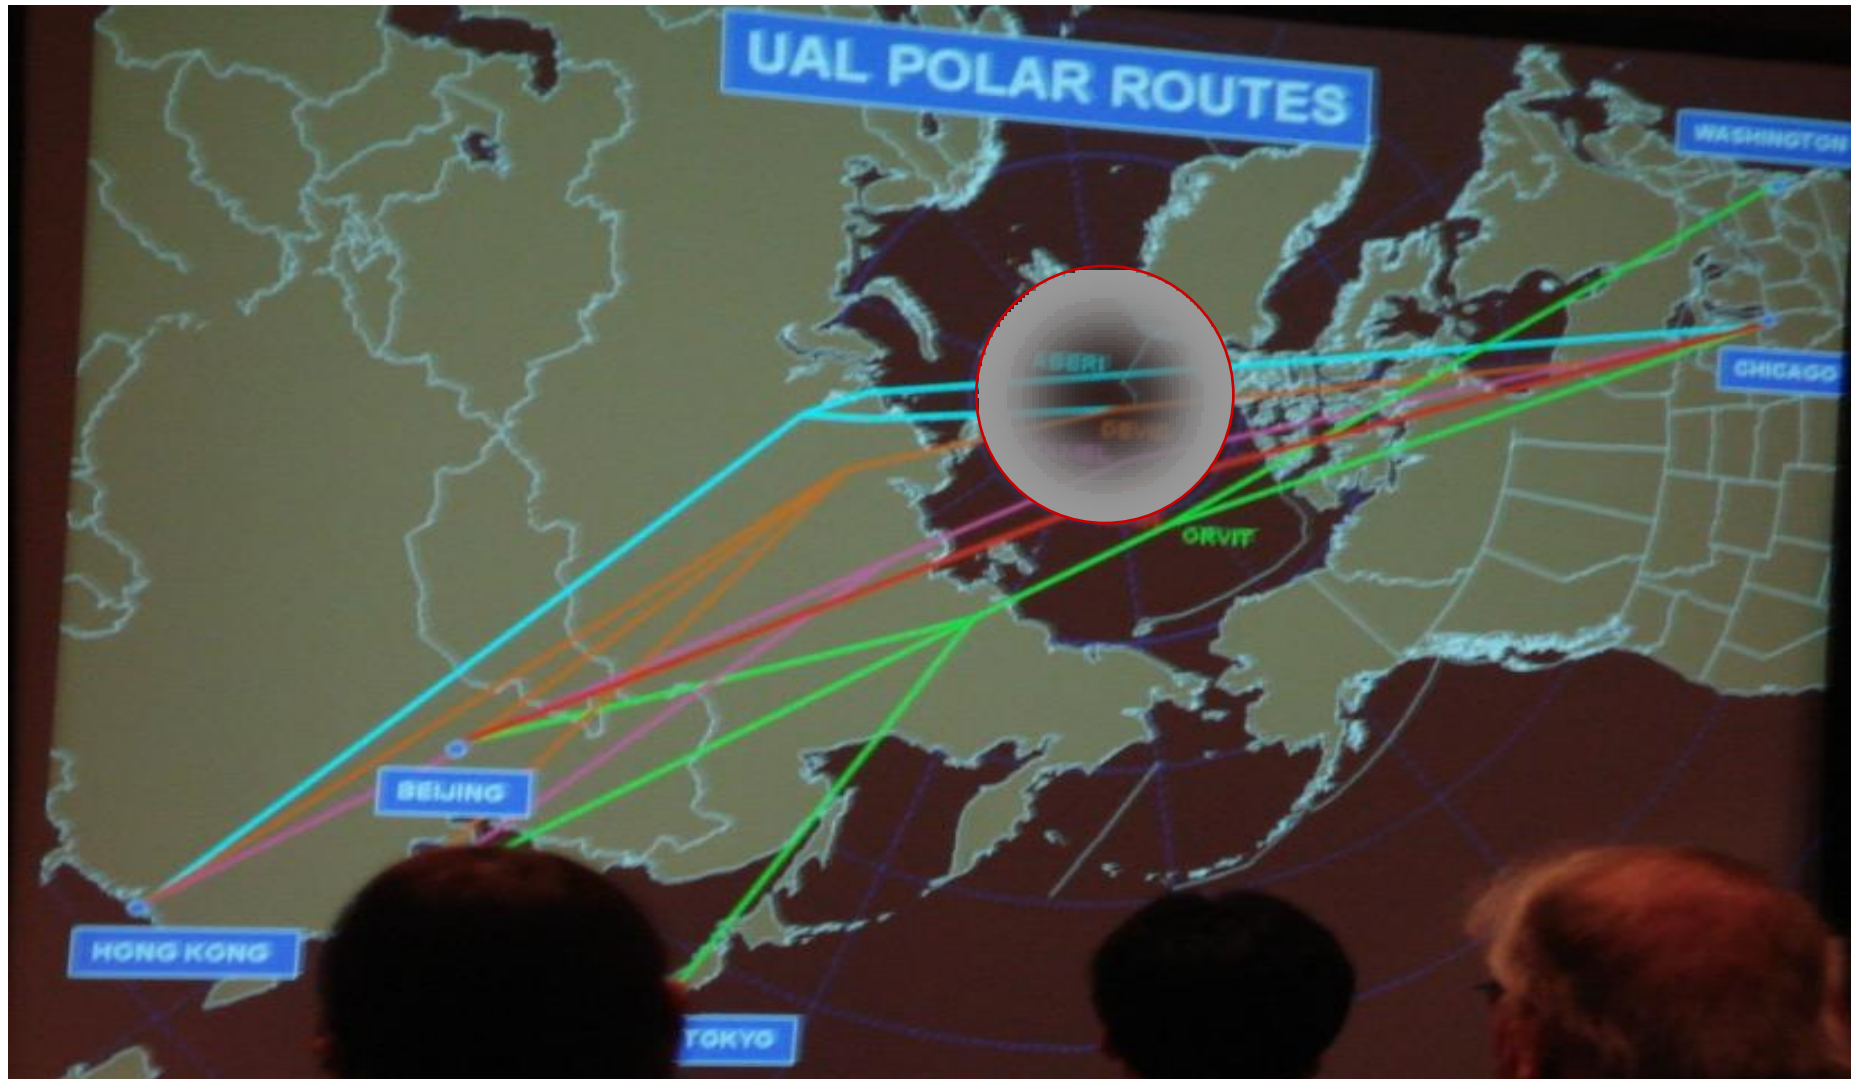 UAL POLAR ROUTES
WASHINGTON
CHICAGO
ORVIT
BEIJING
HONG KONG
TOKYO